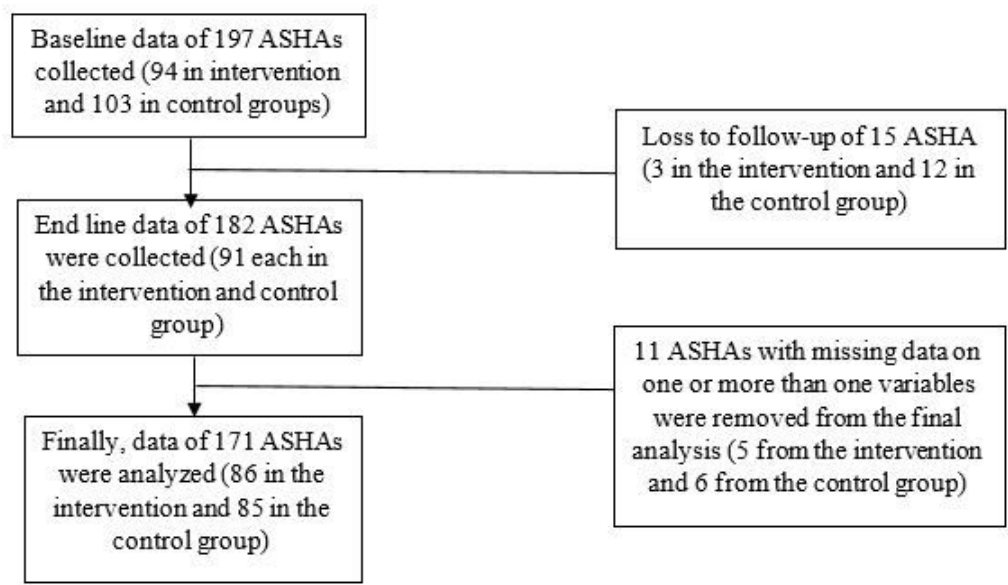 Baseline data of 197 ASHAs
collected (94 in intervention
and 103 in control groups)
Loss to follow-up of 15 ASHA
(3 in the intervention and 12 in
the control group)
End line data of 182 ASHAs
were collected (91 each in
the intervention and control
group)
11 ASHAs with missing data on
one or more than one variables
were removed from the final
analysis (5 from the intervention
and 6 from the control group)
Finally, data of 171 ASHAs
were analyzed (86 in the
intervention and 85 in the
control group)